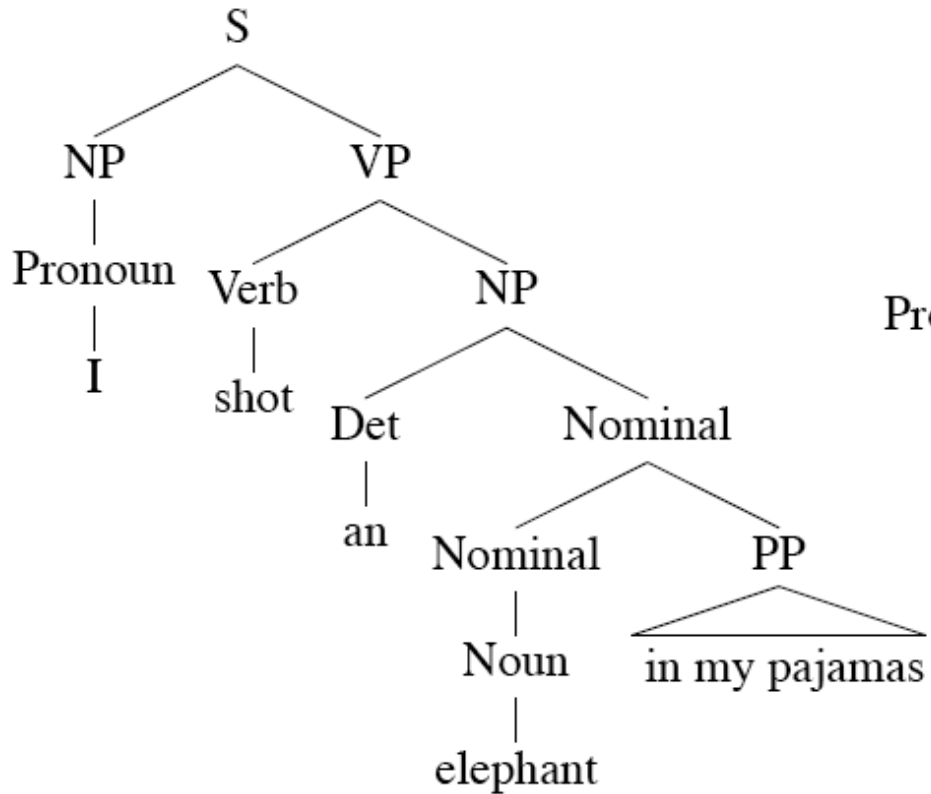 S
NP VP
Pronoun Verb NP
I shot Det Nominal
an Nominal PP
Noun in my pajamas
elephant